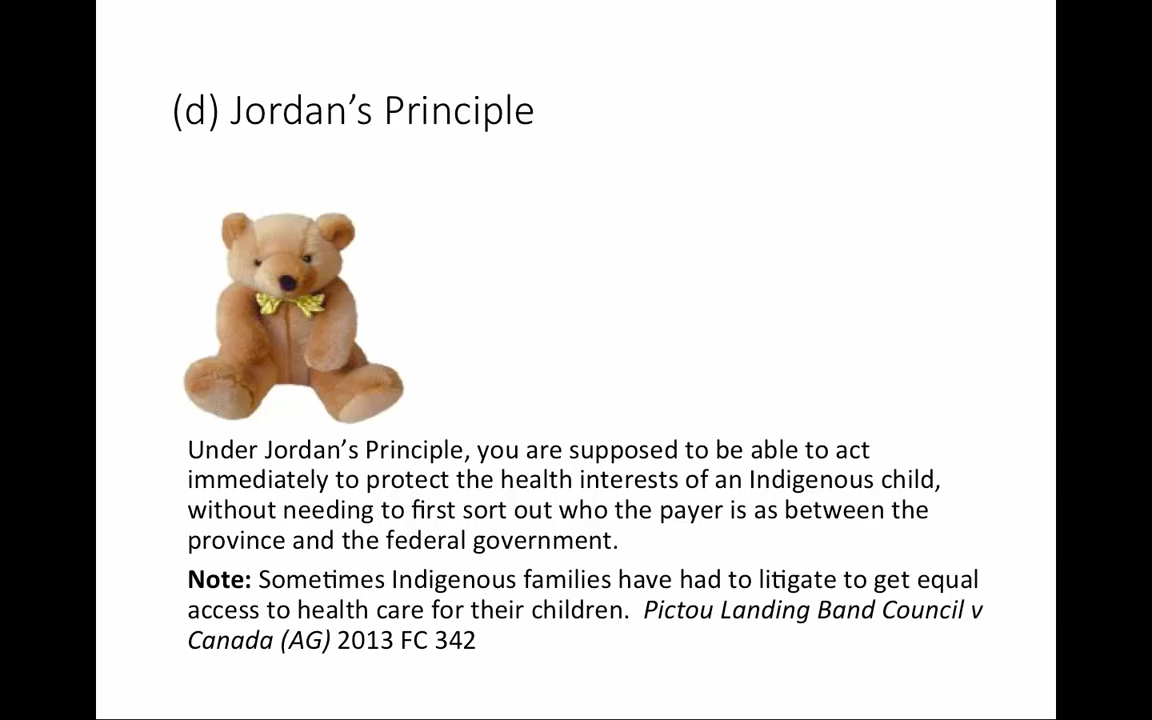 (d) Jordan’s Principle
Under Jordan’s Principle, you are supposed to be able to act
immediately to protect the health interests of an Indigenous child,
without needing to first sort out who the payer is as between the
province and the federal government.
Note: Sometimes Indigenous families have had to litigate to get equal
access to health care for their children.  Pictou Landing Band Council v
Canada (AG) 2013 FC 342